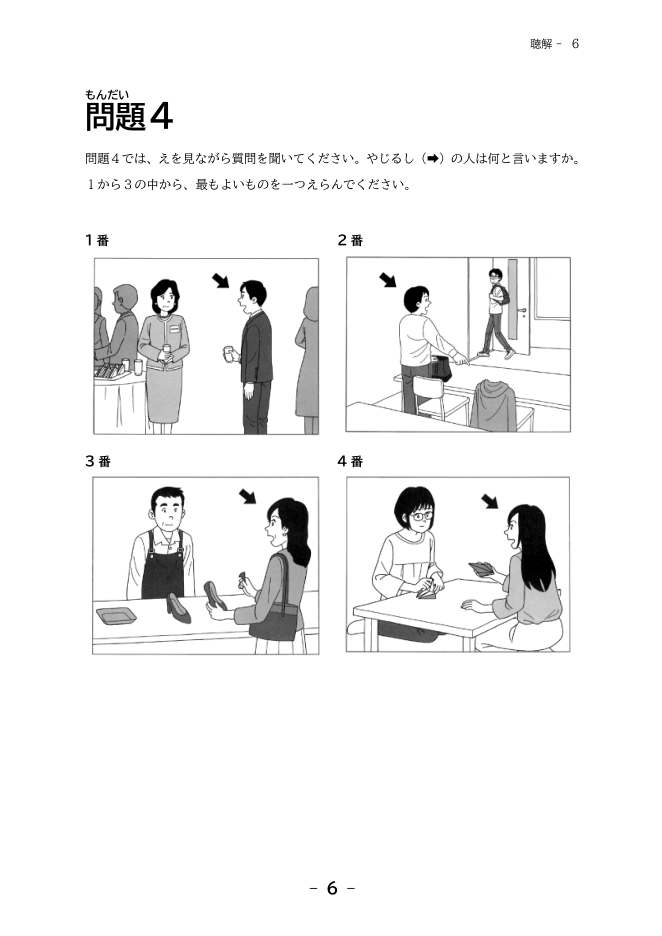 聴解－ 6
もんだい
問題４
問題４では、えを見ながら質問を聞いてください。やじるし（➡）の人は何と言いますか。
１から３の中から、最もよいものを一つえらんでください。
1 番
2 番
3 番
4 番
－ 6 －